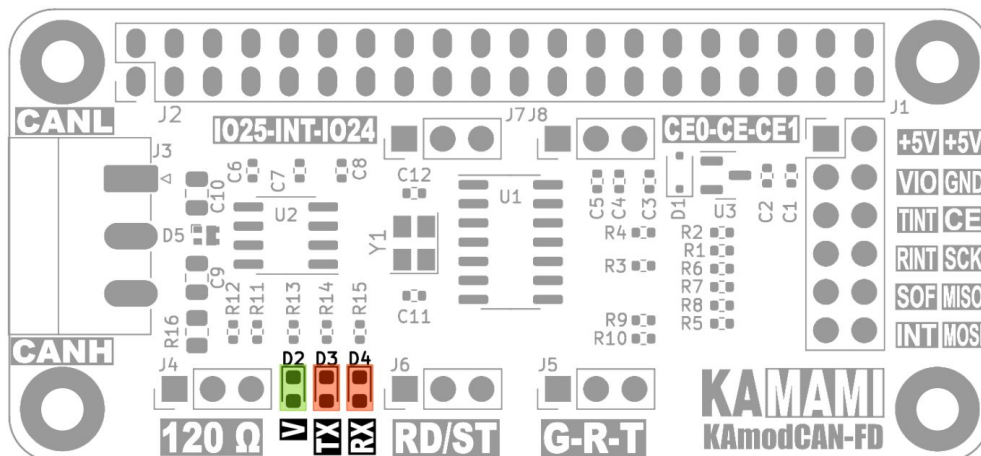 J2
J1
CANL
IO25-INT-IO24
J7
J8
CE0-CE-CE1
+5V +5V
J3
C6
C7
C8
C10
U2
C12
U1
C5
C4
C3
D1
U3
C2
C1
VIO GND
TINT CE
D5
Y1
R4
R2
R1
RINT SCK
R3
R6
C9
R7
SOF MISO
R12
R11
R13
R14
R15
C11
R8
R16
R9
R5
R10
INT MOSI
CANH
J4
D2
D3
D4
J6
J5
KAMAMI
120 Ω
V
TX
RX
RD/ST
G-R-T
KAmodCAN-FD